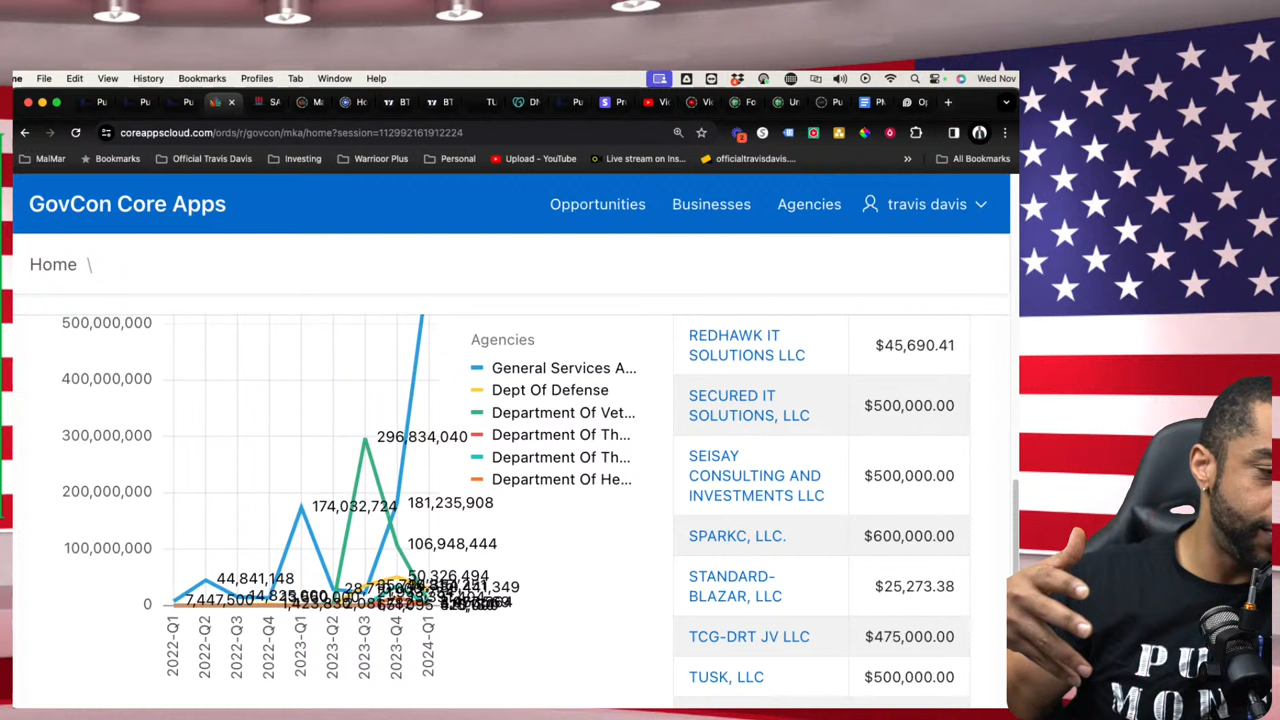 File Edit View History Bookmarks Profiles Tab Window Help Wed Nov
coreappscloud.com/ords/r/govcon/mka/home?session=112992161912224
MalMar Bookmarks Official Travis Davis Investing Warrioor Plus Personal Upload - YouTube Live stream on Ins... officialtravisdavis.... » All Bookmarks
GovCon Core Apps
Opportunities Businesses Agencies travis davis
Home \
500,000,000
400,000,000
300,000,000
200,000,000
100,000,000
0
296,834,040
174,032,724
181,235,908
106,948,444
50,326,494
44,841,148
7,447,500
2022-Q1
2022-Q2
2022-Q3
2022-Q4
2023-Q1
2023-Q2
2023-Q3
2023-Q4
2024-Q1
Agencies
General Services A...
Dept Of Defense
Department Of Vet...
Department Of Th...
Department Of Th...
Department Of He...
REDHAWK IT
SOLUTIONS LLC
$45,690.41
SECURED IT
SOLUTIONS, LLC
$500,000.00
SEISAY
CONSULTING AND
INVESTMENTS LLC
$500,000.00
SPARKC, LLC.
$600,000.00
STANDARD-
BLAZAR, LLC
$25,273.38
TCG-DRT JV LLC
$475,000.00
TUSK, LLC
$500,000.00